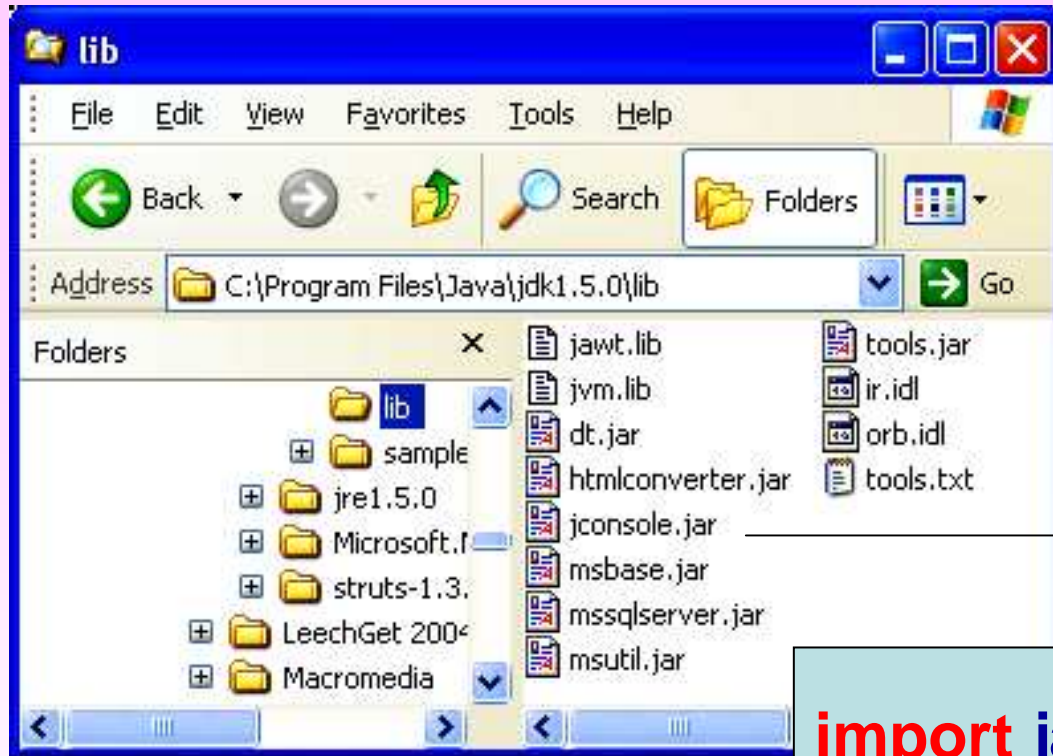 lib
File Edit View Favorites Tools Help
Back Search Folders
Address C:\Program Files\Java\jdk1.5.0\lib Go
Folders
lib
sample
jre1.5.0
Microsoft.
struts-1.3.
LeechGet 2004
Macromedia
jawt.lib
jvm.lib
dt.jar
htmlconverter.jar
jconsole.jar
msbase.jar
mssqlserver.jar
msutil.jar
tools.jar
ir.idl
orb.idl
tools.txt
import